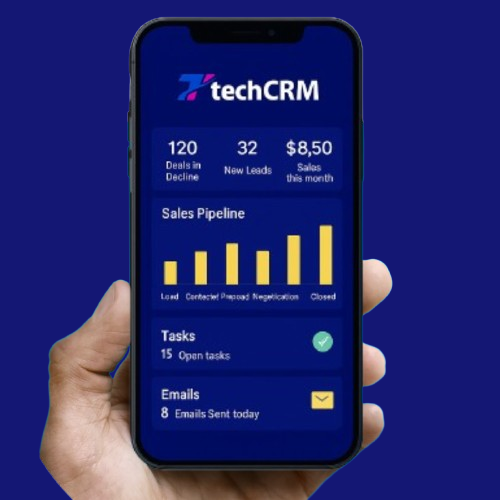 techCRM
120 32 $8,50
Deals in Decline New Leads Sales this month
Sales Pipeline
Load Contactet Prepoad Negetication Closed
Tasks
15 Open tasks
Emails
8 Emails Sent today